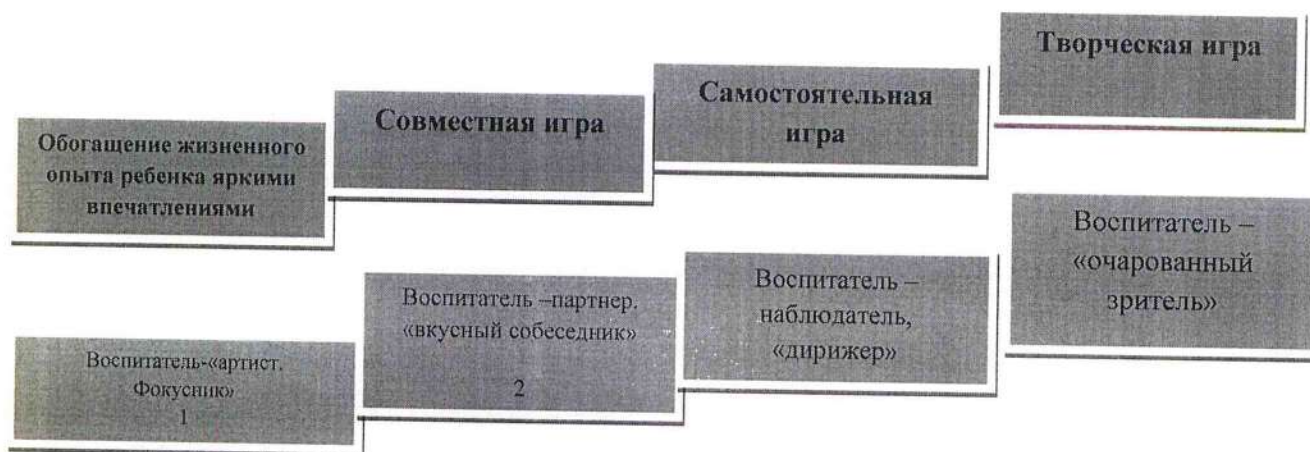 Обогащение жизненного
опыта ребенка яркими
впечатлениями
Совместная игра
Самостоятельная
игра
Творческая игра
Воспитатель-«артист.
Фокусник»
1
Воспитатель –партнер.
«вкусный собеседник»
2
Воспитатель –
наблюдатель,
«дирижер»
Воспитатель –
«очарованный
зритель»